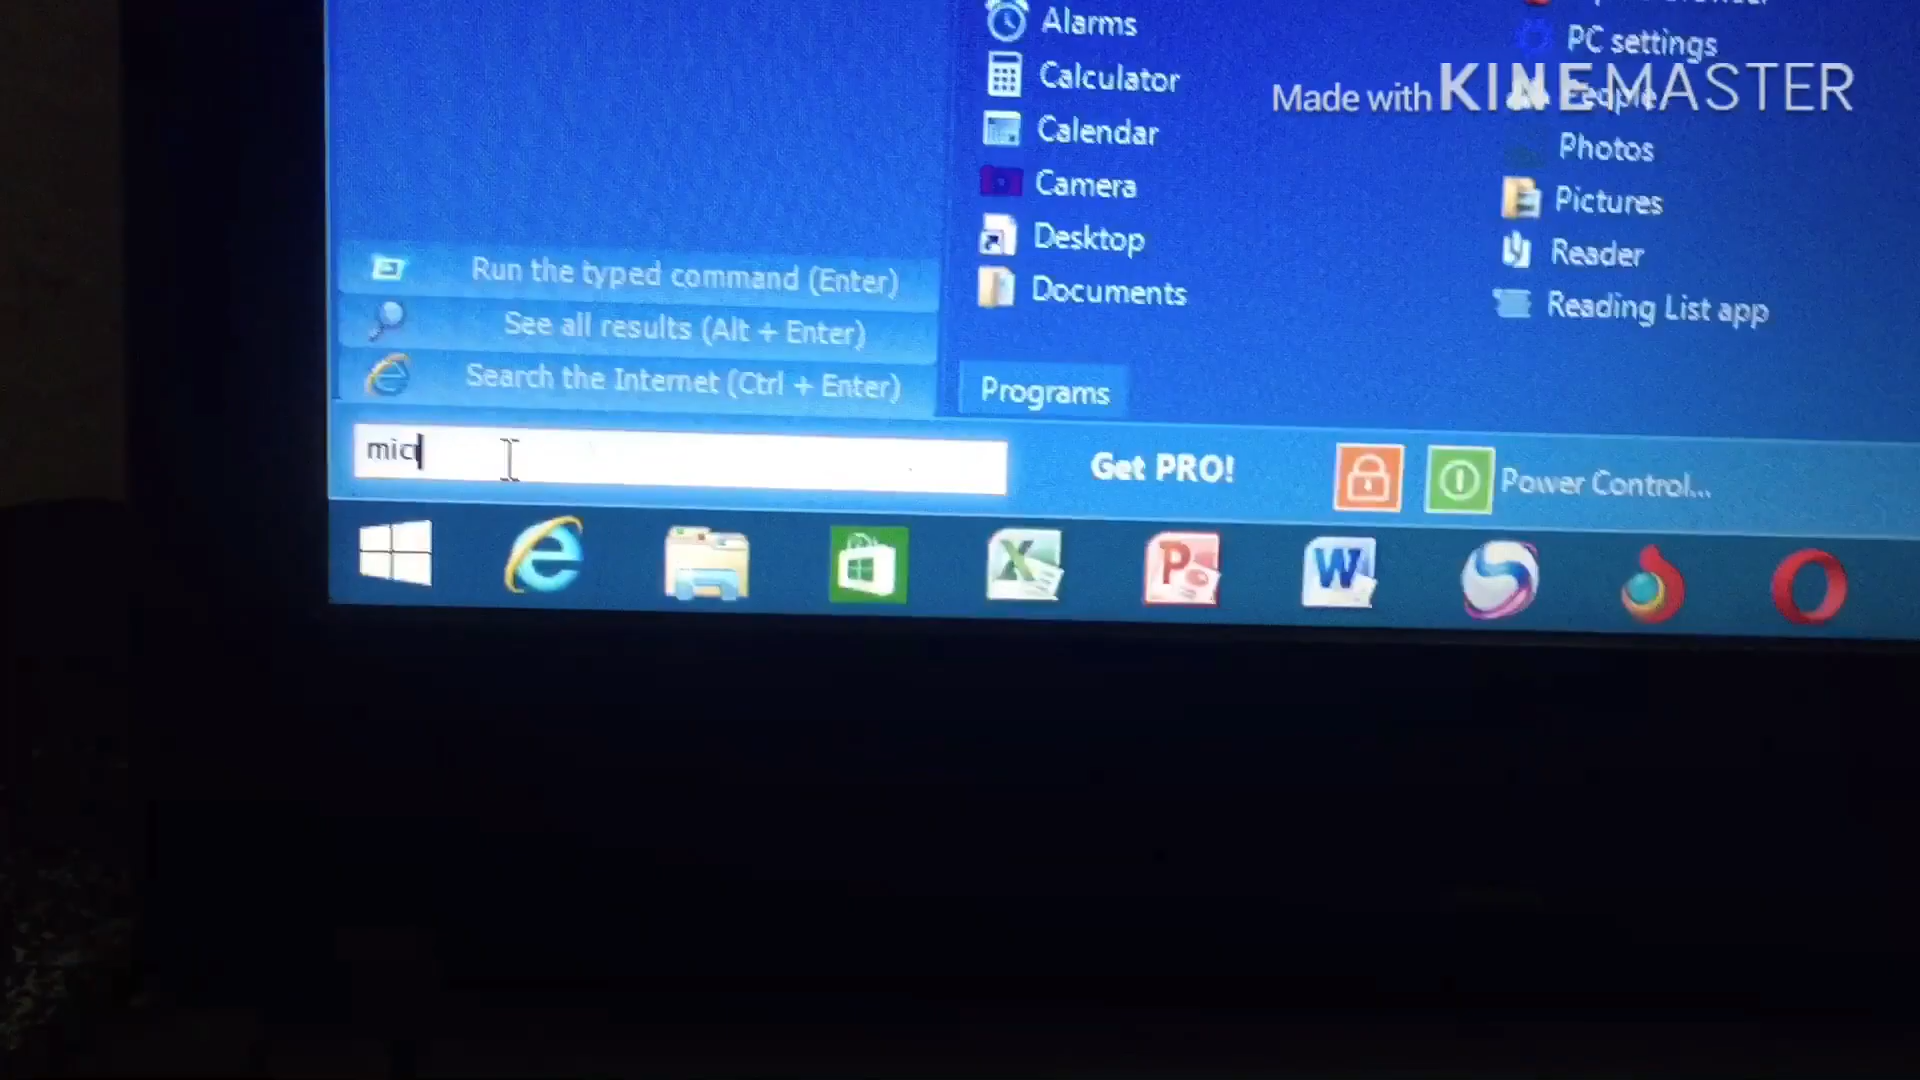 Alarms
Calculator
Calendar
Camera
Desktop
Documents
Programs
PC settings
People
Photos
Pictures
Reader
Reading List app
Made with KINEMASTER
Run the typed command (Enter)
See all results (Alt + Enter)
Search the Internet (Ctrl + Enter)
mic
Get PRO!
Power Control...